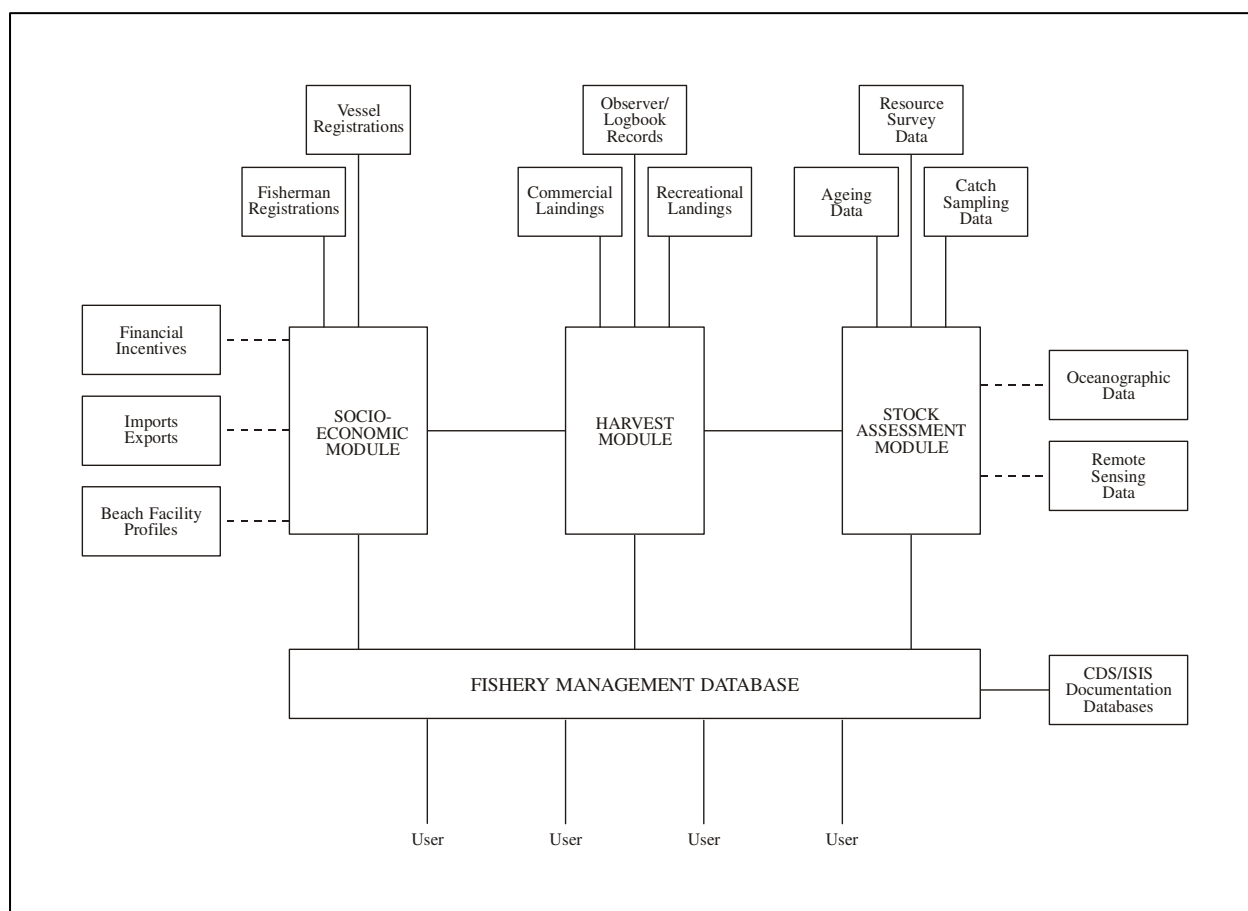 Vessel
Registrations
Observer/
Logbook
Records
Resource
Survey
Data
Fisherman
Registrations
Commercial
Laindings
Recreational
Landings
Ageing
Data
Catch
Sampling
Data
Financial
Incentives
Imports
Exports
Beach Facility
Profiles
SOCIO-
ECONOMIC
MODULE
HARVEST
MODULE
STOCK
ASSESSMENT
MODULE
Oceanographic
Data
Remote
Sensing
Data
FISHERY MANAGEMENT DATABASE
CDS/ISIS
Documentation
Databases
User
User
User
User